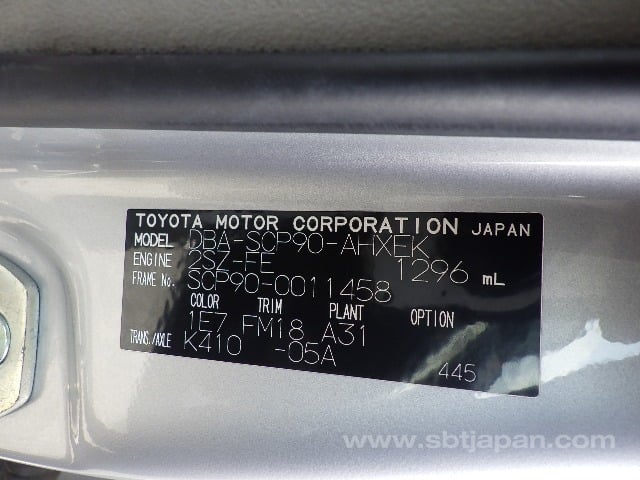 TOYOTA MOTOR CORPORATION JAPAN
MODEL DBA-SCP90-AHXEK
ENGINE 2SZ-FE 1296 mL
FRAME No. SCP90-0011458
COLOR TRIM PLANT OPTION
1E7 FM18 A31
TRANS./AXLE K410 -05A
445
www.sbtjapan.com